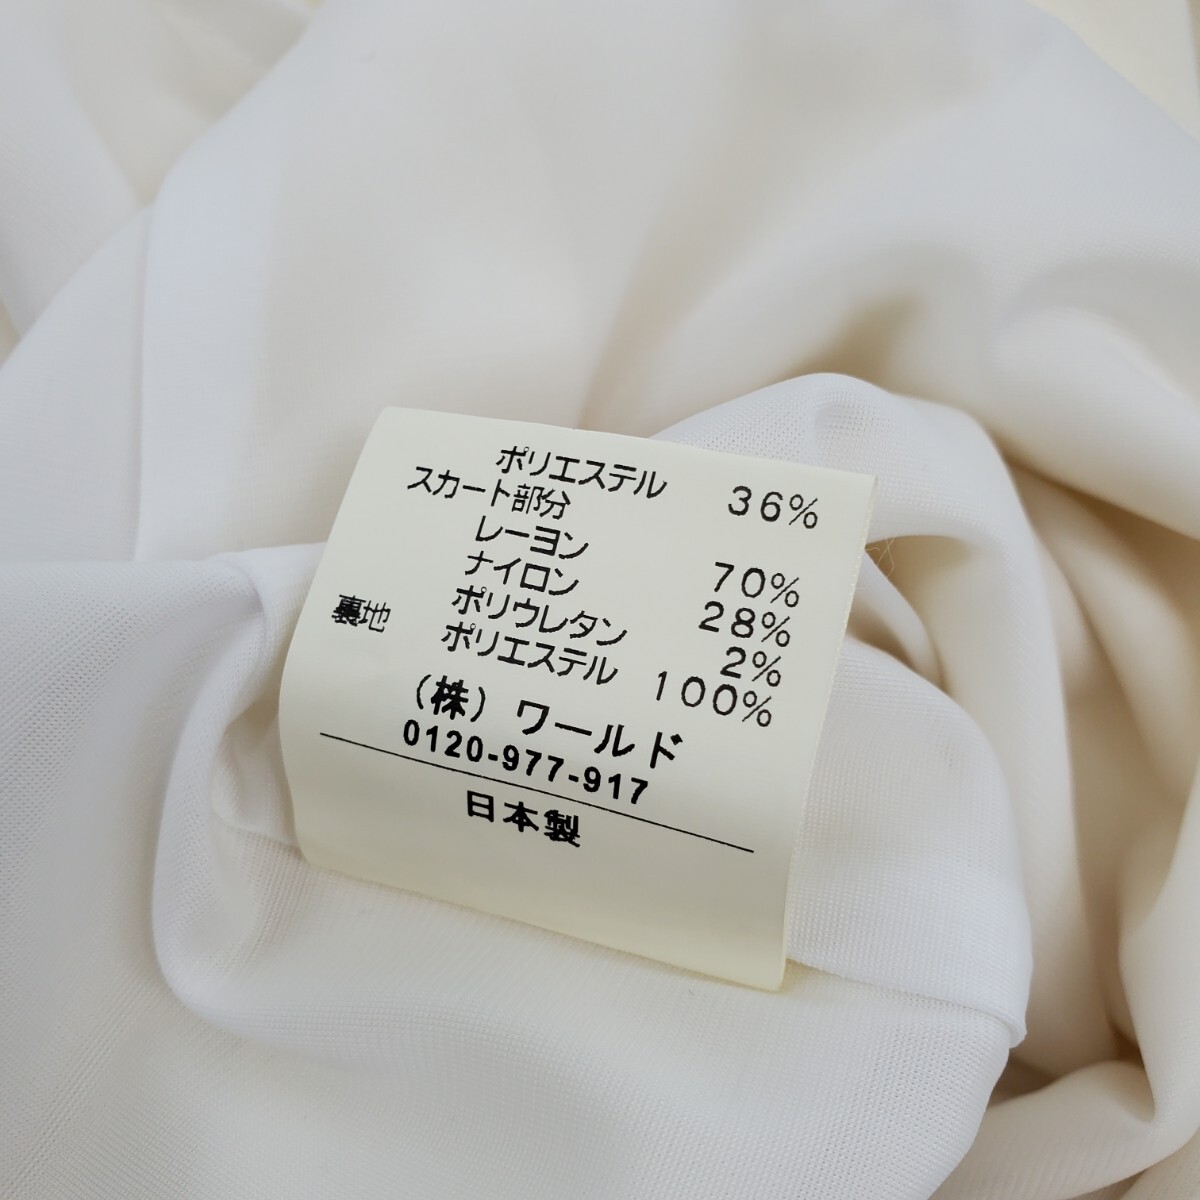 ポリエステル 36%
スカート部分
レーヨン 70%
ナイロン 28%
ポリウレタン 2%
裏地 ポリエステル 100%
(株)ワールド
0120-977-917
日本製